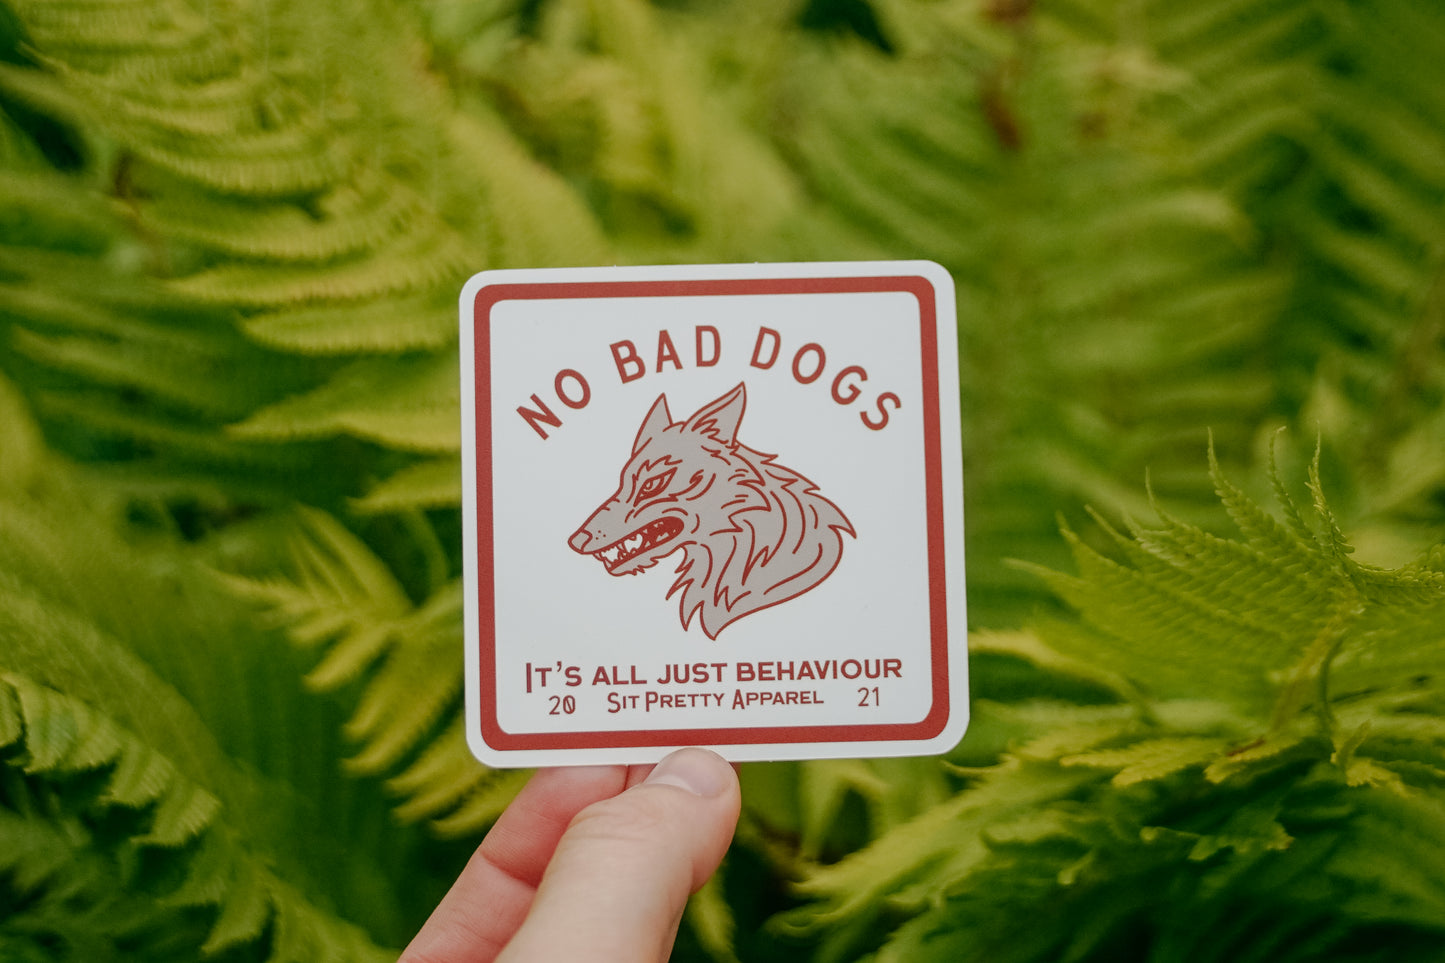 NO BAD DOGS
IT'S ALL JUST BEHAVIOUR
20 SIT PRETTY APPAREL 21